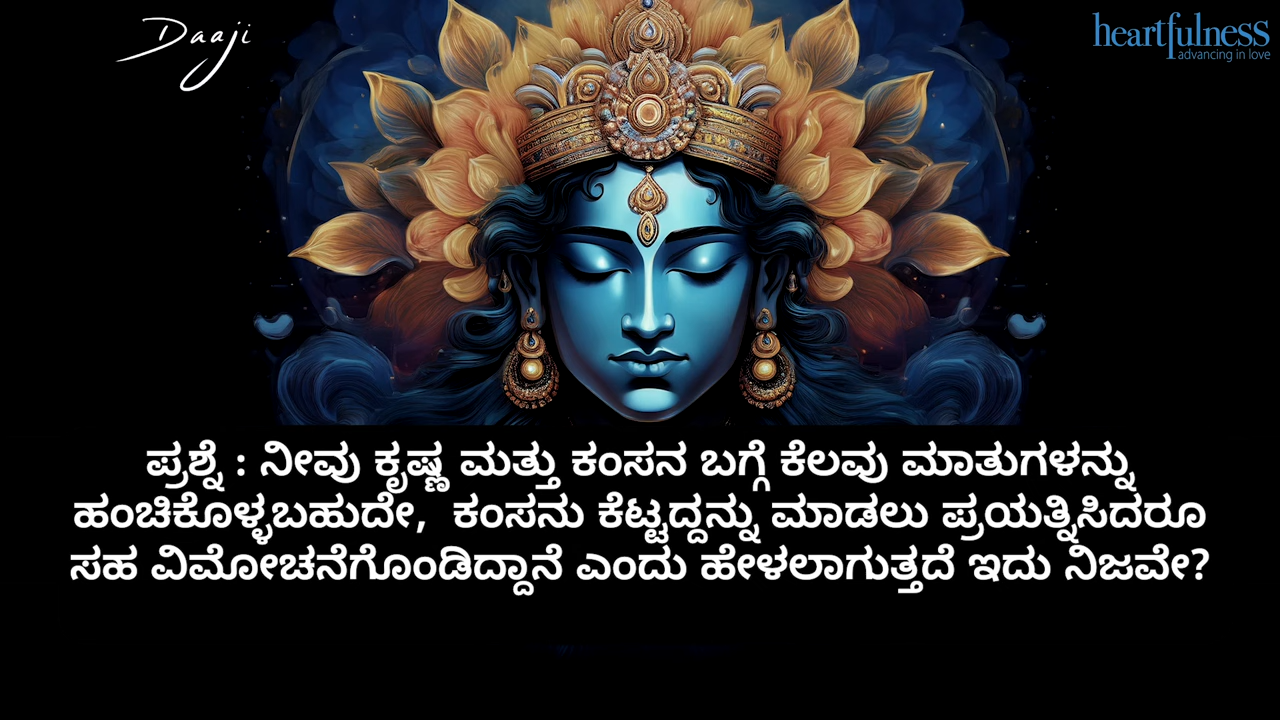 Daaji
heartfulness
advancing in love
ಪ್ರಶ್ನೆ : ನೀವು ಕೃಷ್ಣ ಮತ್ತು ಕಂಸನ ಬಗ್ಗೆ ಕೆಲವು ಮಾತುಗಳನ್ನು
ಹಂಚಿಕೊಳ್ಳಬಹುದೇ, ಕಂಸನು ಕೆಟ್ಟದ್ದನ್ನು ಮಾಡಲು ಪ್ರಯತ್ನಿಸಿದರೂ
ಸಹ ವಿಮೋಚನೆಗೊಂಡಿದ್ದಾನೆ ಎಂದು ಹೇಳಲಾಗುತ್ತದೆ ಇದು ನಿಜವೇ?